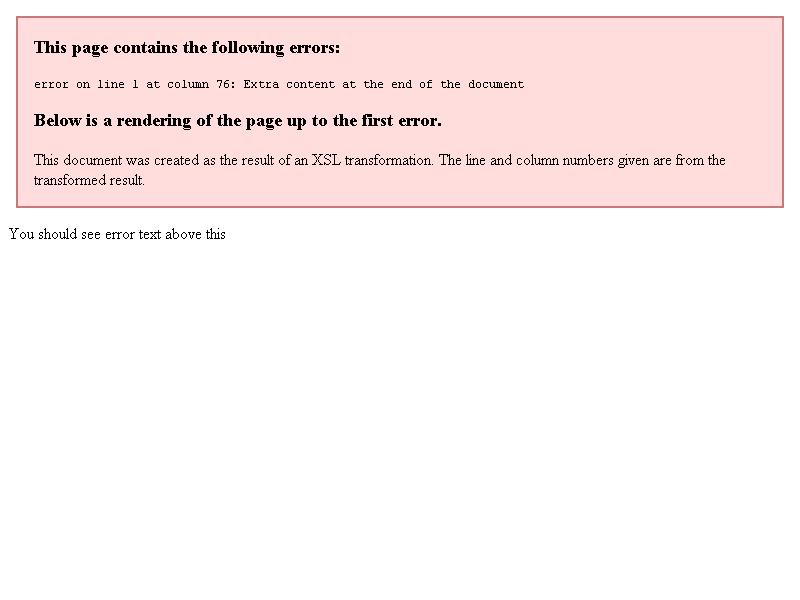 This page contains the following errors:
error on line 1 at column 76: Extra content at the end of the document
Below is a rendering of the page up to the first error.
This document was created as the result of an XSL transformation. The line and column numbers given are from the
transformed result.
You should see error text above this